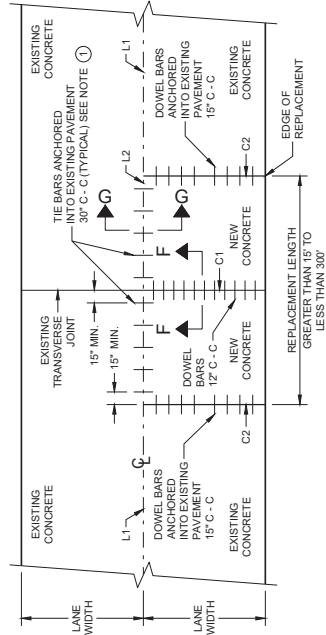 EXISTING
CONCRETE
EXISTING
TRANSVERSE
JOINT
TIE BARS ANCHORED
INTO EXISTING PAVEMENT
30" C - C (TYPICAL) SEE NOTE 1
EXISTING
CONCRETE
15" MIN.
15" MIN.
LANE
WIDTH
L1
CL
L2
L1
G
G
F
F
LANE
WIDTH
DOWEL BARS
ANCHORED
INTO EXISTING
PAVEMENT
15" C - C
DOWEL
BARS
12" C - C
DOWEL BARS
ANCHORED
INTO EXISTING
PAVEMENT
15" C - C
EXISTING
CONCRETE
C2
NEW
CONCRETE
C1
NEW
CONCRETE
C2
EXISTING
CONCRETE
REPLACEMENT LENGTH
GREATER THAN 15' TO
LESS THAN 300'
EDGE OF
REPLACEMENT